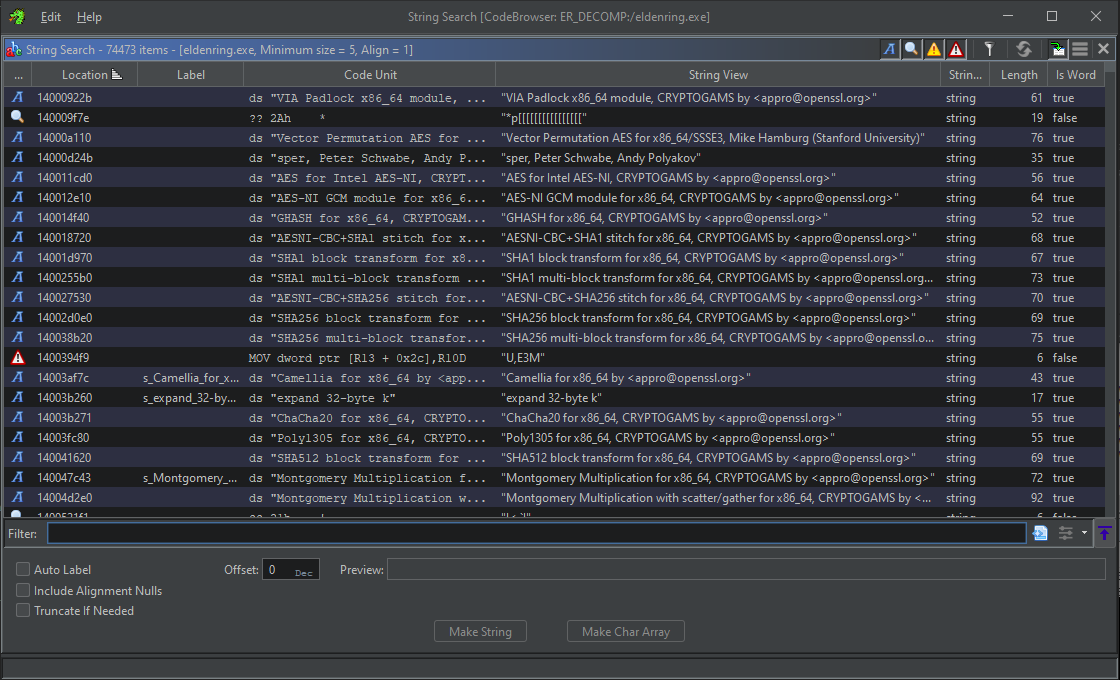 Edit Help String Search [CodeBrowser: ER_DECOMP:/eldenring.exe]
String Search - 74473 items - [eldenring.exe, Minimum size = 5, Align = 1]
... Location Label Code Unit String View Strin... Length Is Word
14000922b ds "VIA Padlock x86_64 module, ... "VIA Padlock x86_64 module, CRYPTOGAMS by <appro@openssl.org>" string 61 true
140009f7e ?? 2Ah * string 19 false
14000a110 ds "Vector Permutation AES for ... "Vector Permutation AES for x86_64/SSSE3, Mike Hamburg (Stanford University)" string 76 true
14000d24b ds "sper, Peter Schwabe, Andy P... "sper, Peter Schwabe, Andy Polyakov" string 35 true
140011cd0 ds "AES for Intel AES-NI, CRYPT... "AES for Intel AES-NI, CRYPTOGAMS by <appro@openssl.org>" string 56 true
140012e10 ds "AES-NI GCM module for x86_6... "AES-NI GCM module for x86_64, CRYPTOGAMS by <appro@openssl.org>" string 64 true
140014f40 ds "GHASH for x86_64, CRYPTOGAM... "GHASH for x86_64, CRYPTOGAMS by <appro@openssl.org>" string 52 true
140018720 ds "AESNI-CBC+SHA1 stitch for x... "AESNI-CBC+SHA1 stitch for x86_64, CRYPTOGAMS by <appro@openssl.org>" string 68 true
14001d970 ds "SHA1 block transform for x8... "SHA1 block transform for x86_64, CRYPTOGAMS by <appro@openssl.org>" string 67 true
1400255b0 ds "SHA1 multi-block transform ... "SHA1 multi-block transform for x86_64, CRYPTOGAMS by <appro@openssl.org... string 73 true
140027530 ds "AESNI-CBC+SHA256 stitch for... "AESNI-CBC+SHA256 stitch for x86_64, CRYPTOGAMS by <appro@openssl.org>" string 70 true
14002d0e0 ds "SHA256 block transform for ... "SHA256 block transform for x86_64, CRYPTOGAMS by <appro@openssl.org>" string 69 true
140038b20 ds "SHA256 multi-block transfor... "SHA256 multi-block transform for x86_64, CRYPTOGAMS by <appro@openssl.or... string 75 true
1400394f9 MOV dword ptr [R13 + 0x2c],R10D "U,E3M" string 6 false
14003af7c s_Camellia_for_x... ds "Camellia for x86_64 by <app... "Camellia for x86_64 by <appro@openssl.org>" string 43 true
14003b260 s_expand_32-by... ds "expand 32-byte k" "expand 32-byte k" string 17 true
14003b271 ds "ChaCha20 for x86_64, CRYPTO... "ChaCha20 for x86_64, CRYPTOGAMS by <appro@openssl.org>" string 55 true
14003fc80 ds "Poly1305 for x86_64, CRYPTO... "Poly1305 for x86_64, CRYPTOGAMS by <appro@openssl.org>" string 55 true
140041620 ds "SHA512 block transform for ... "SHA512 block transform for x86_64, CRYPTOGAMS by <appro@openssl.org>" string 69 true
140047c43 s_Montgomery_... ds "Montgomery Multiplication f... "Montgomery Multiplication for x86_64, CRYPTOGAMS by <appro@openssl.org>" string 72 true
14004d2e0 ds "Montgomery Multiplication w... "Montgomery Multiplication with scatter/gather for x86_64, CRYPTOGAMS by <... string 92 true
Filter:
Auto Label Offset: 0 Dec Preview:
Include Alignment Nulls
Truncate If Needed
Make String Make Char Array